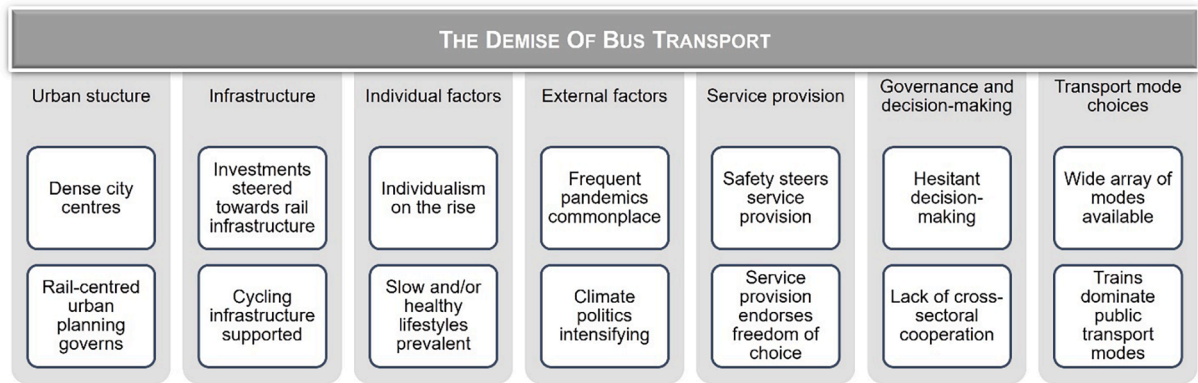 THE DEMISE OF BUS TRANSPORT
Urban stucture
Dense city
centres
Rail-centred
urban
planning
governs
Infrastructure
Investments
steered
towards rail
infrastructure
Cycling
infrastructure
supported
Individual factors
Individualism
on the rise
Slow and/or
healthy
lifestyles
prevalent
External factors
Frequent
pandemics
commonplace
Climate
politics
intensifying
Service provision
Safety steers
service
provision
Service
provision
endorses
freedom of
choice
Governance and
decision-making
Hesitant
decision-
making
Lack of cross-
sectoral
cooperation
Transport mode
choices
Wide array of
modes
available
Trains
dominate
public
transport
modes